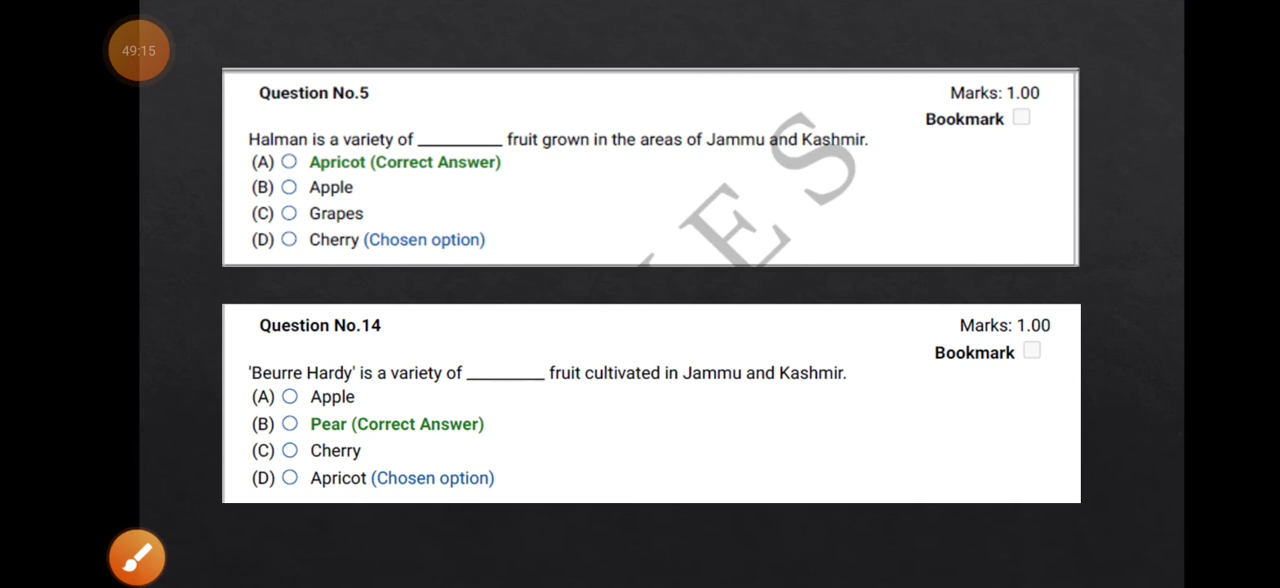 49:15
Question No.5 Marks: 1.00
Bookmark
Halman is a variety of _________ fruit grown in the areas of Jammu and Kashmir.
(A) Apricot (Correct Answer)
(B) Apple
(C) Grapes
(D) Cherry (Chosen option)
E S
Question No.14 Marks: 1.00
Bookmark
'Beurre Hardy' is a variety of ________ fruit cultivated in Jammu and Kashmir.
(A) Apple
(B) Pear (Correct Answer)
(C) Cherry
(D) Apricot (Chosen option)